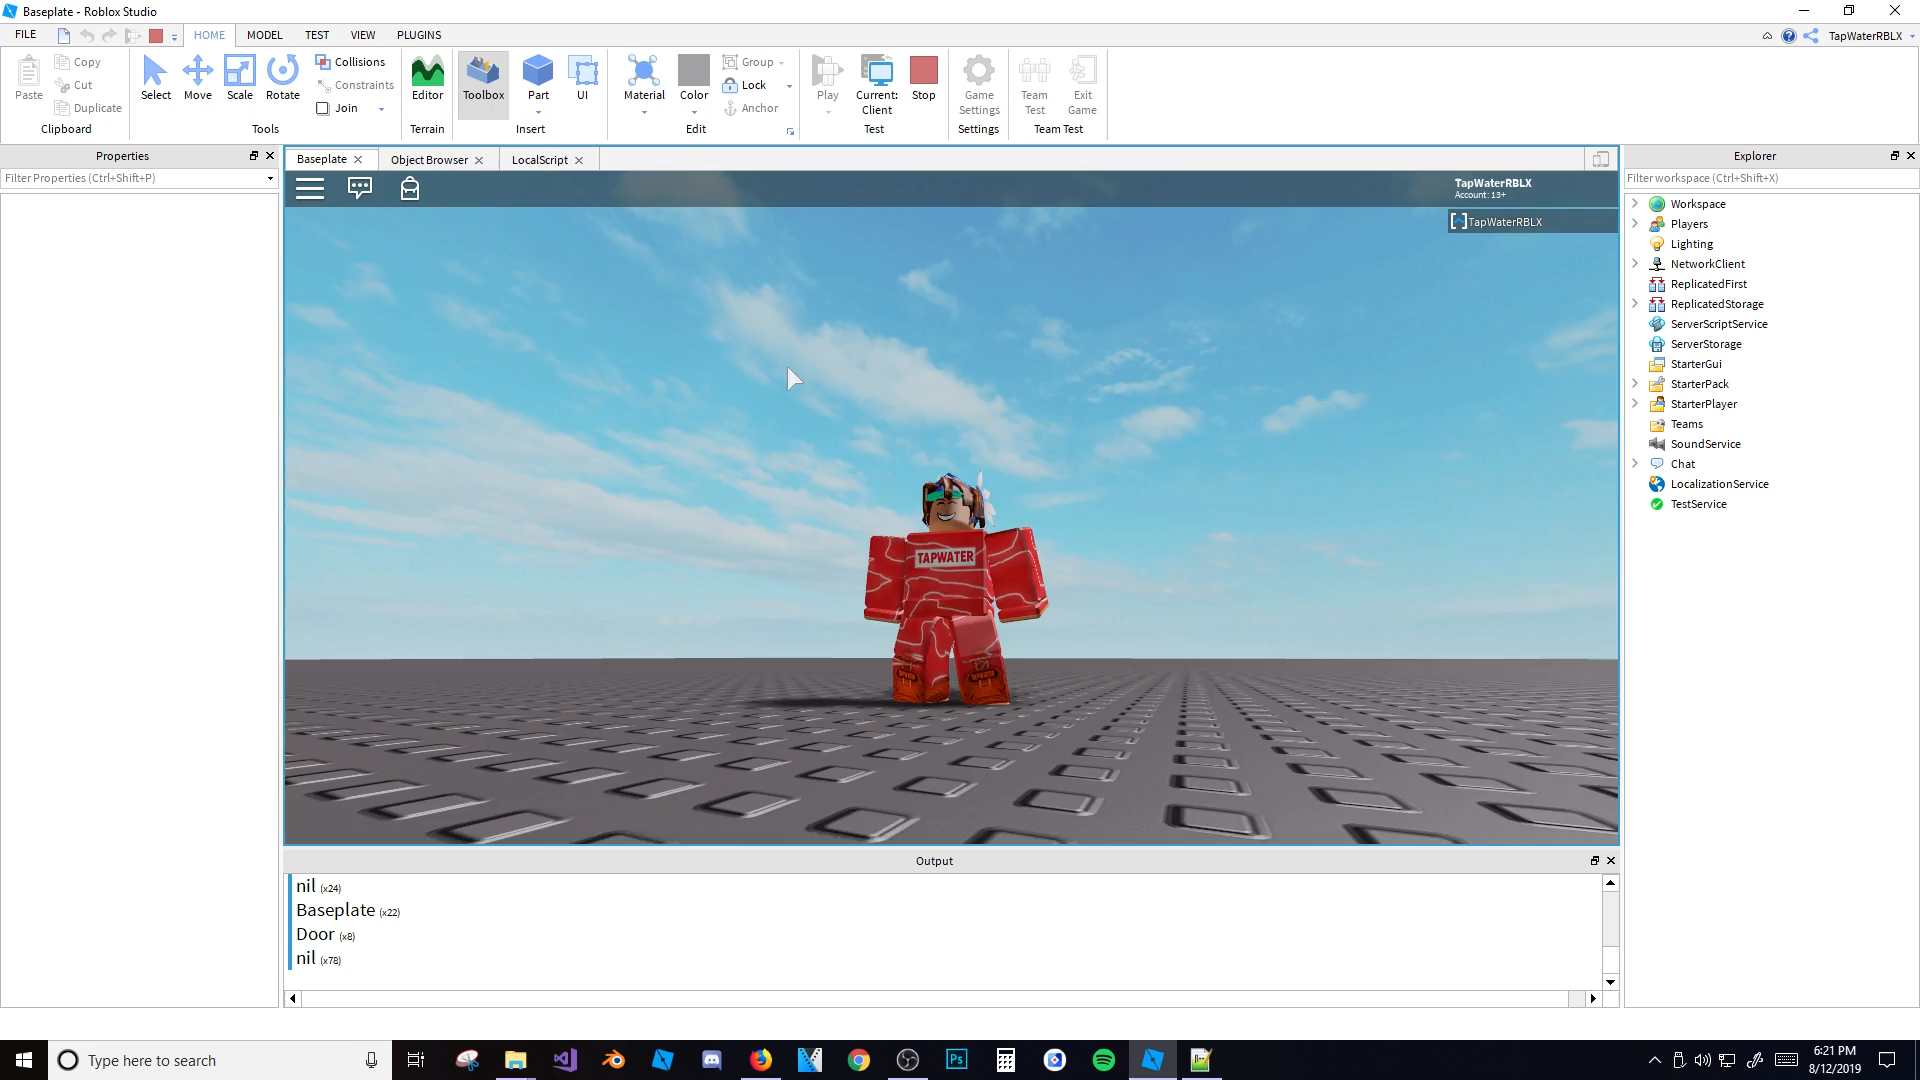 Baseplate - Roblox Studio
FILE HOME MODEL TEST VIEW PLUGINS TapWaterRBLX
Paste Copy Cut Duplicate Clipboard
Select Move Scale Rotate Collisions Constraints Join Tools
Editor Terrain
Toolbox Part UI Insert
Material Color Group Lock Anchor Edit
Play Current: Client Stop Test
Game Settings Settings
Team Test Exit Game Team Test
Properties
Filter Properties (Ctrl+Shift+P)
Baseplate Object Browser LocalScript
TapWaterRBLX
Account: 13+
TapWaterRBLX
TAPWATER
Output
nil (x24)
Baseplate (x22)
Door (x8)
nil (x78)
Explorer
Filter workspace (Ctrl+Shift+X)
Workspace
Players
Lighting
NetworkClient
ReplicatedFirst
ReplicatedStorage
ServerScriptService
ServerStorage
StarterGui
StarterPack
StarterPlayer
Teams
SoundService
Chat
LocalizationService
TestService
Type here to search
Ps
6:21 PM
8/12/2019